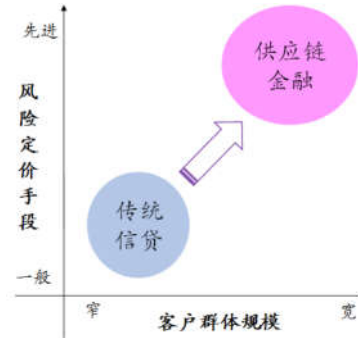 先进
供应链
金融
风险定价手段
传统
信贷
一般
窄
客户群体规模
宽